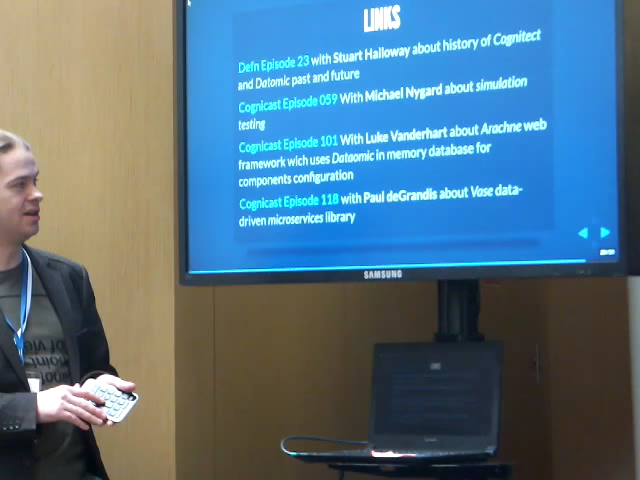 LINKS
Defn Episode 23 with Stuart Halloway about history of Cognitect
and Datomic past and future
Cognicast Episode 059 With Michael Nygard about simulation
testing
Cognicast Episode 101 With Luke Vanderhart about Arachne web
framework wich uses Dataomic in memory database for
components configuration
Cognicast Episode 118 with Paul deGrandis about Vase data-
driven microservices library
SAMSUNG